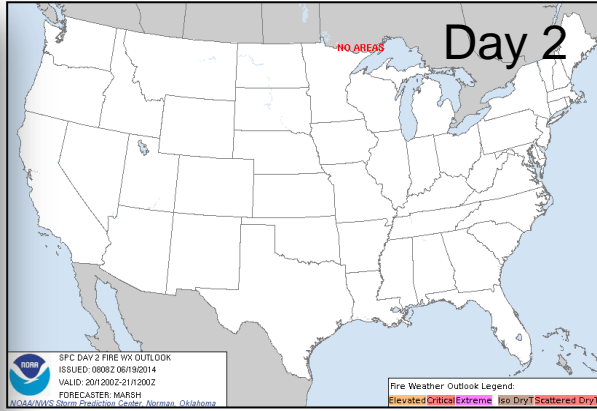 Day 2
NO AREAS
SPC DAY 2 FIRE WX OUTLOOK
ISSUED: 0808Z 06/19/2014
VALID: 20/1200Z-21/1200Z
FORECASTER: MARSH
NOAA/NWS Storm Prediction Center, Norman, Oklahoma
NOAA
Fire Weather Outlook Legend:
Elevated Critical Extreme Iso DryT Scattered DryT